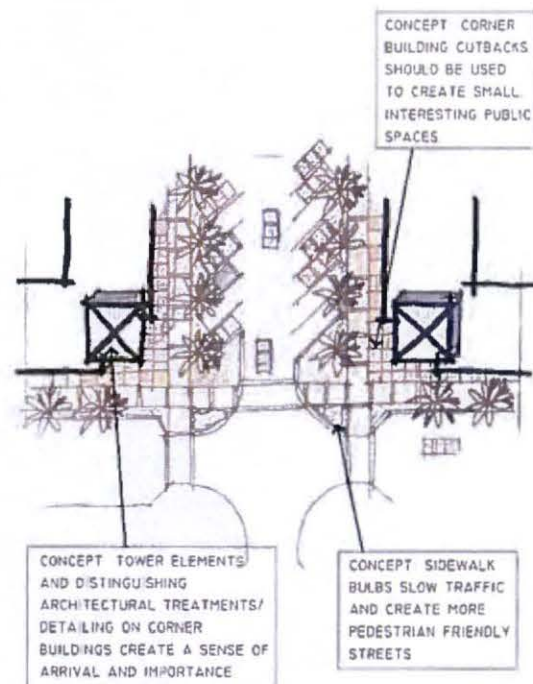 CONCEPT CORNER
BUILDING CUTBACKS
SHOULD BE USED
TO CREATE SMALL
INTERESTING PUBLIC
SPACES
CONCEPT TOWER ELEMENTS
AND DISTINGUISHING
ARCHITECTURAL TREATMENTS/
DETAILING ON CORNER
BUILDINGS CREATE A SENSE OF
ARRIVAL AND IMPORTANCE
CONCEPT SIDEWALK
BULBS SLOW TRAFFIC
AND CREATE MORE
PEDESTRIAN FRIENDLY
STREETS